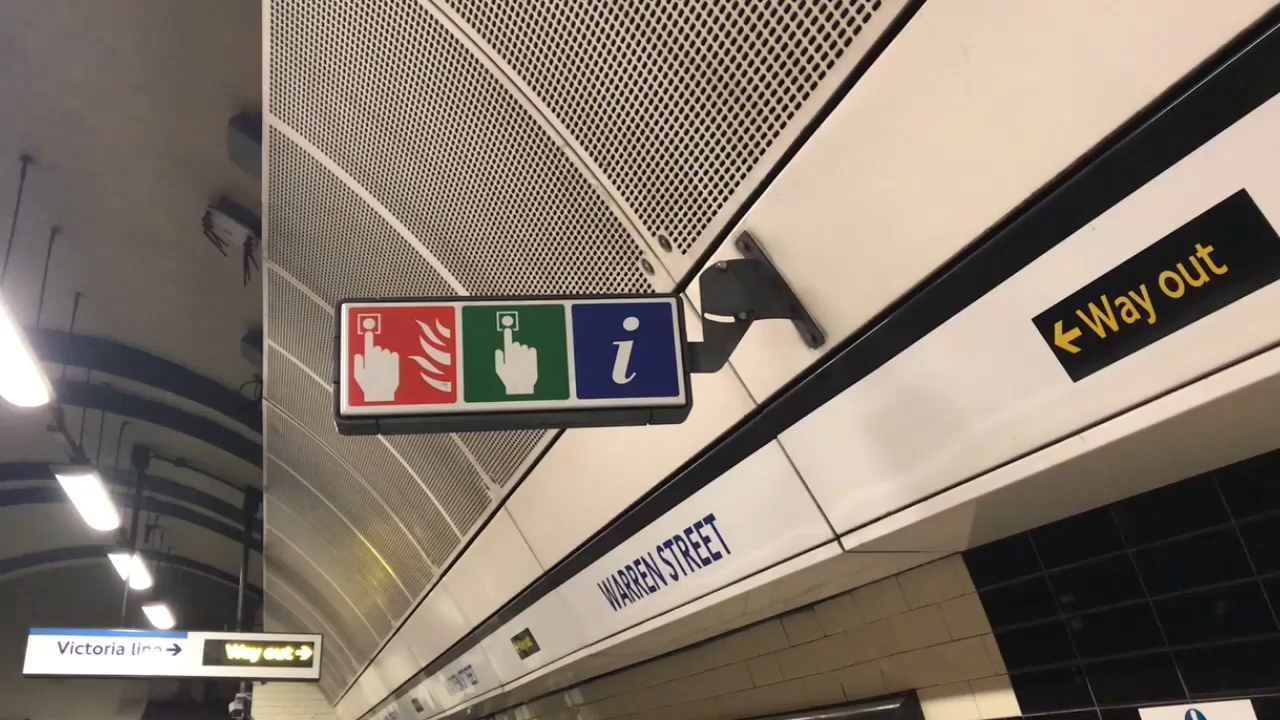 i
← Way out
WARREN STREET
Victoria line →
Way out →